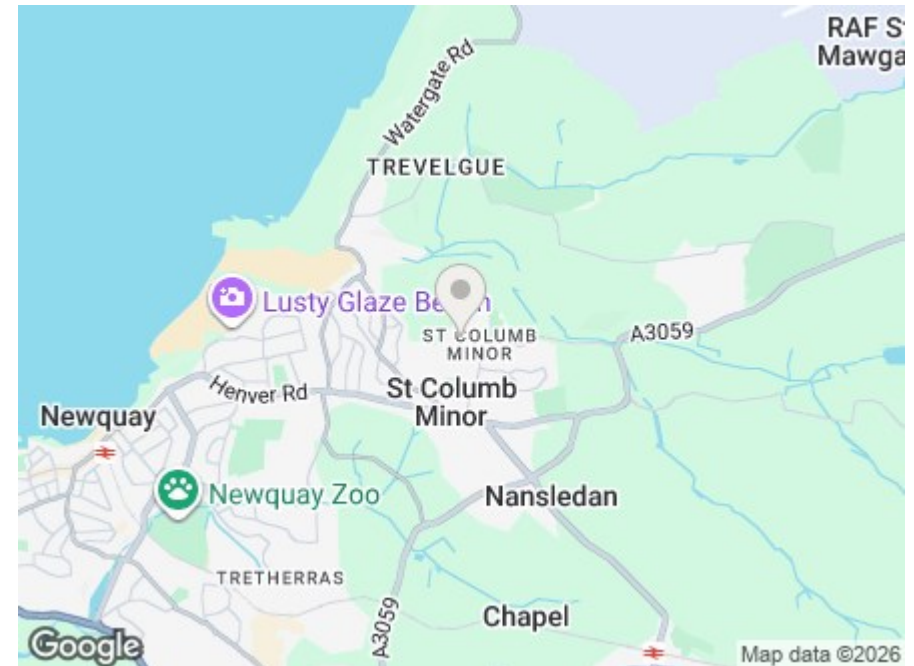 RAF S
Mawga
Watergate Rd
TREVELGUE
Lusty Glaze Be
ST COLUMB
MINOR
A3059
Henver Rd
St Columb
Minor
Newquay
Newquay Zoo
Nansledan
TRETHERRAS
A3059
Chapel
Google
Map data ©2026